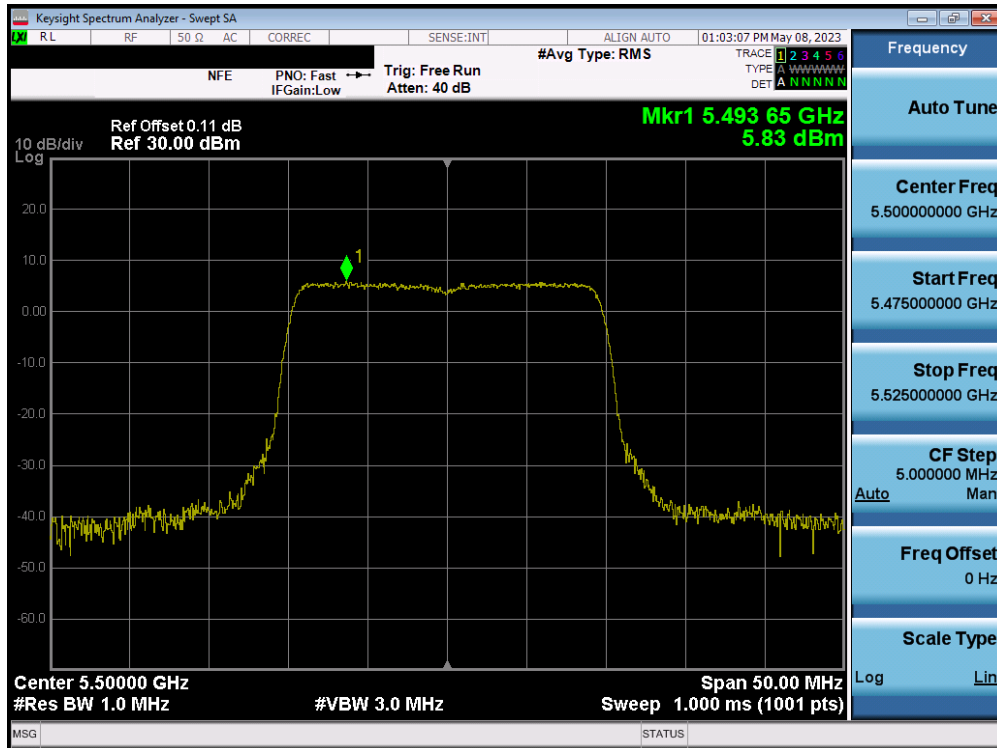 Keysight Spectrum Analyzer - Swept SA
LXI RL RF 50 Ω AC CORREC SENSE:INT ALIGN AUTO 01:03:07 PM May 08, 2023
#Avg Type: RMS
TRACE 1 2 3 4 5 6
TYPE A WWWWW
DET A N N N N N
NFE PNO: Fast Trig: Free Run
IFGain:Low Atten: 40 dB
Mkr1 5.493 65 GHz
5.83 dBm
Ref Offset 0.11 dB
10 dB/div Ref 30.00 dBm
Log
20.0
10.0
0.00
-10.0
-20.0
-30.0
-40.0
-50.0
-60.0
1
Center 5.50000 GHz Span 50.00 MHz
#Res BW 1.0 MHz #VBW 3.0 MHz Sweep 1.000 ms (1001 pts)
MSG STATUS
Frequency
Auto Tune
Center Freq
5.500000000 GHz
Start Freq
5.475000000 GHz
Stop Freq
5.525000000 GHz
CF Step
5.000000 MHz
Auto Man
Freq Offset
0 Hz
Scale Type
Log Lin